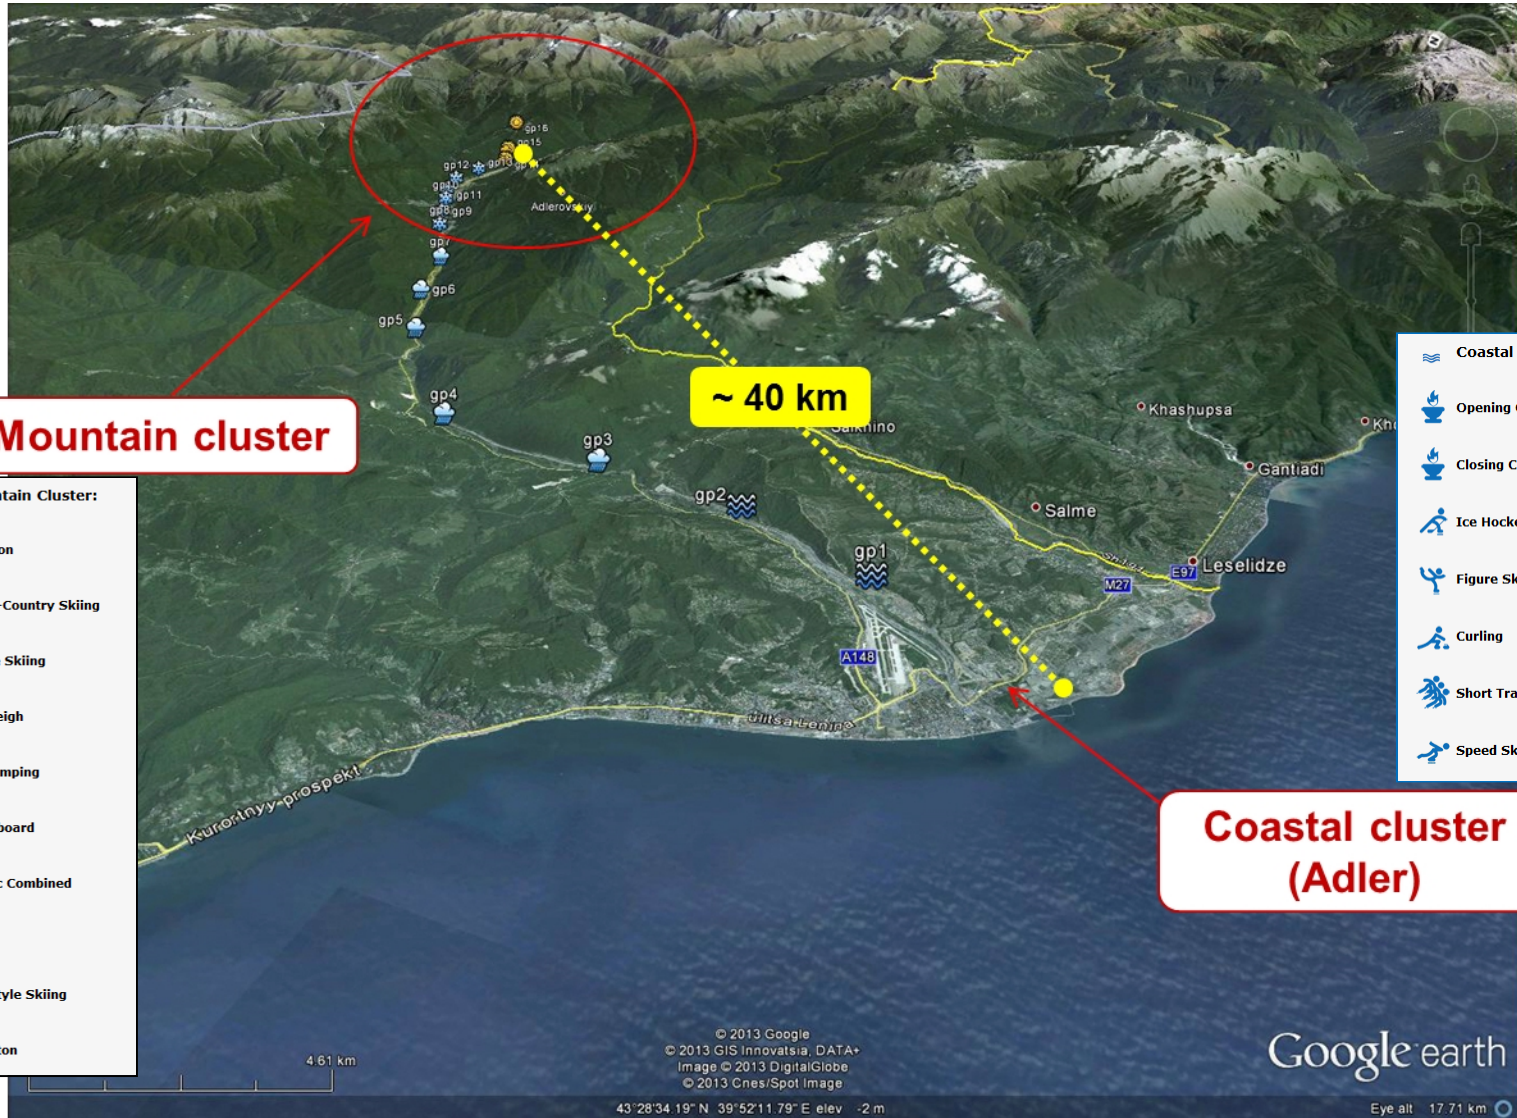 gp16
gp15
gp12
gp11
gp9
gp7
Adlerovskiy
gp6
gp5
~ 40 km
gp4
Mountain cluster
gp3
Khashupsa
Gantiadi
gp2
Salme
gp1
Leselidze
E97
M27
A148
ulitsa Lenina
Kurortnyy prospekt
tain Cluster:
on
-Country Skiing
Skiing
eigh
mping
board
c Combined
tyle Skiing
ton
Coastal
Opening
Closing C
Ice Hocke
Figure Sk
Curling
Short Tra
Speed Sk
Coastal cluster
(Adler)
4.61 km
© 2013 Google
© 2013 GIS Innovatsia, DATA+
Image © 2013 DigitalGlobe
© 2013 Cnes/Spot Image
Google earth
43°28'34.19" N 39°52'11.79" E elev -2 m
Eye alt 17.71 km